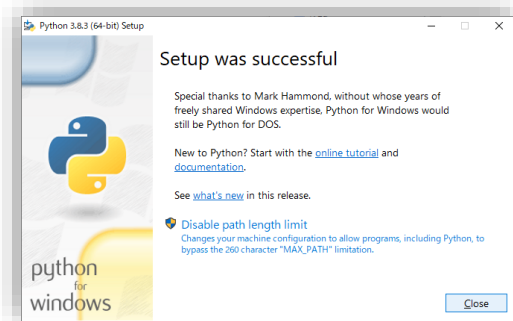 Python 3.8.3 (64-bit) Setup
Setup was successful
Special thanks to Mark Hammond, without whose years of
freely shared Windows expertise, Python for Windows would
still be Python for DOS.
New to Python? Start with the online tutorial and
documentation.
See what's new in this release.
Disable path length limit
Changes your machine configuration to allow programs, including Python, to
bypass the 260 character "MAX_PATH" limitation.
python
for
windows
Close